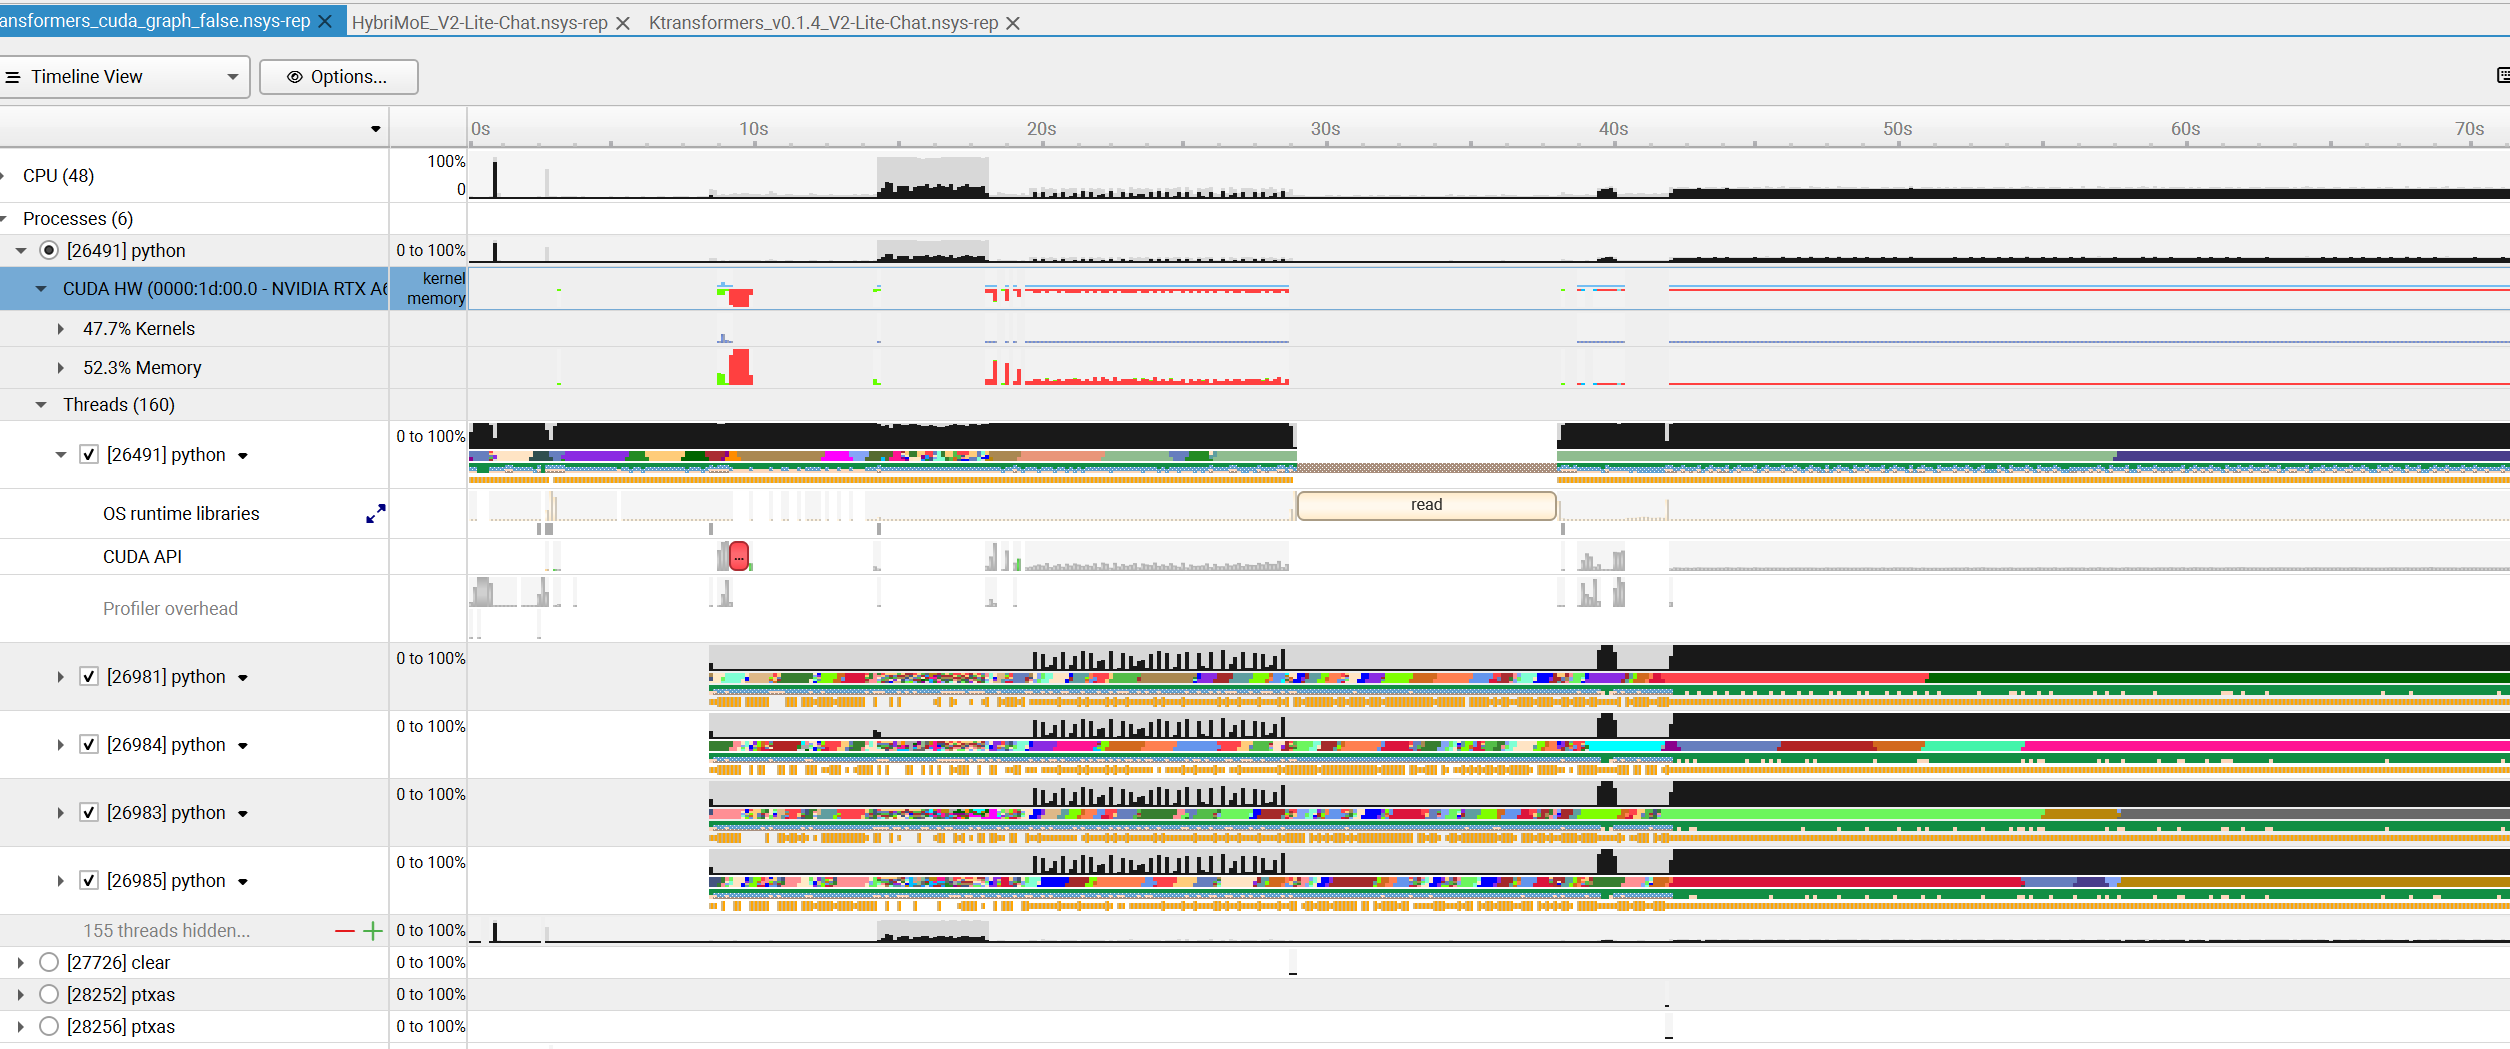 ansformers_cuda_graph_false.nsys-rep HybriMoE_V2-Lite-Chat.nsys-rep Ktransformers_v0.1.4_V2-Lite-Chat.nsys-rep
Timeline View Options...
0s 10s 20s 30s 40s 50s 60s 70s
CPU (48) 100%
0
Processes (6)
[26491] python 0 to 100%
CUDA HW (0000:1d:00.0 - NVIDIA RTX A6 kernel
memory
47.7% Kernels
52.3% Memory
Threads (160)
0 to 100%
[26491] python
OS runtime libraries read
CUDA API ...
Profiler overhead
0 to 100%
[26981] python
0 to 100%
[26984] python
0 to 100%
[26983] python
0 to 100%
[26985] python
155 threads hidden... 0 to 100%
[27726] clear 0 to 100%
[28252] ptxas 0 to 100%
[28256] ptxas 0 to 100%